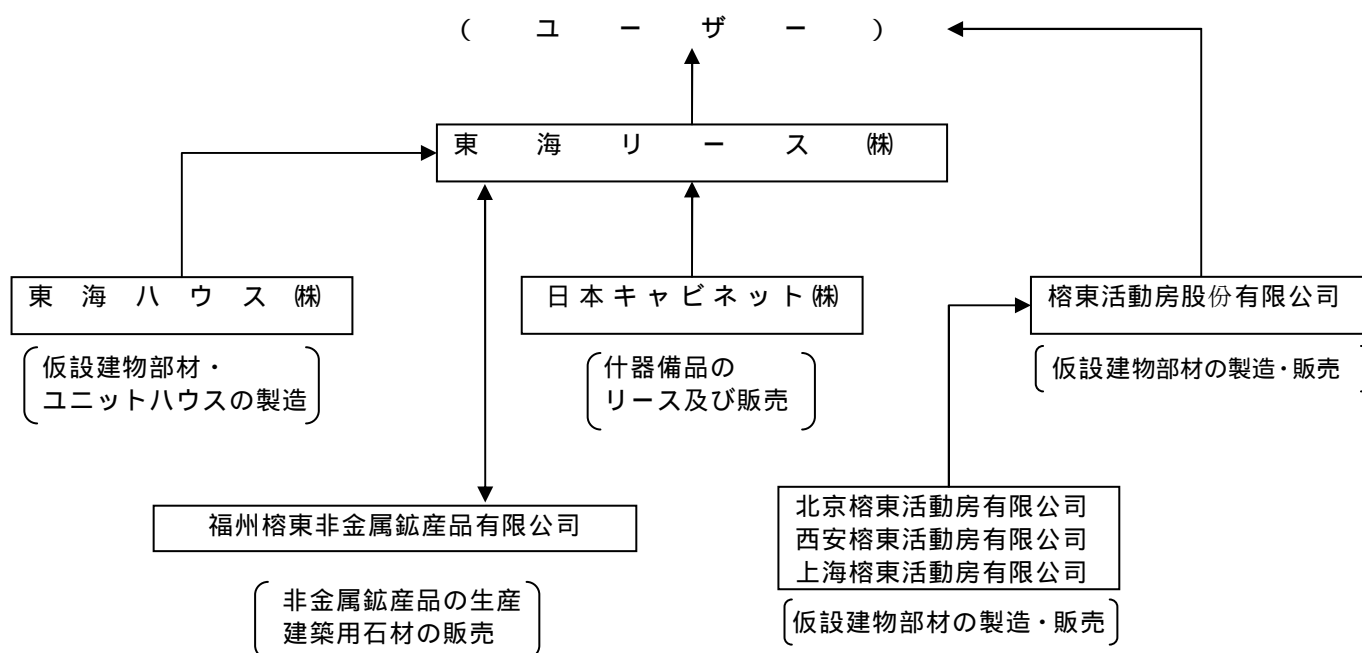 （ユーザー）
東海リース㈱
東海ハウス㈱
日本キャビネット㈱
榕東活動房股份有限公司
仮設建物部材・
ユニットハウスの製造
什器備品の
リース及び販売
仮設建物部材の製造・販売
福州榕東非金属鉱産品有限公司
北京榕東活動房有限公司
西安榕東活動房有限公司
上海榕東活動房有限公司
非金属鉱産品の生産
建築用石材の販売
仮設建物部材の製造・販売